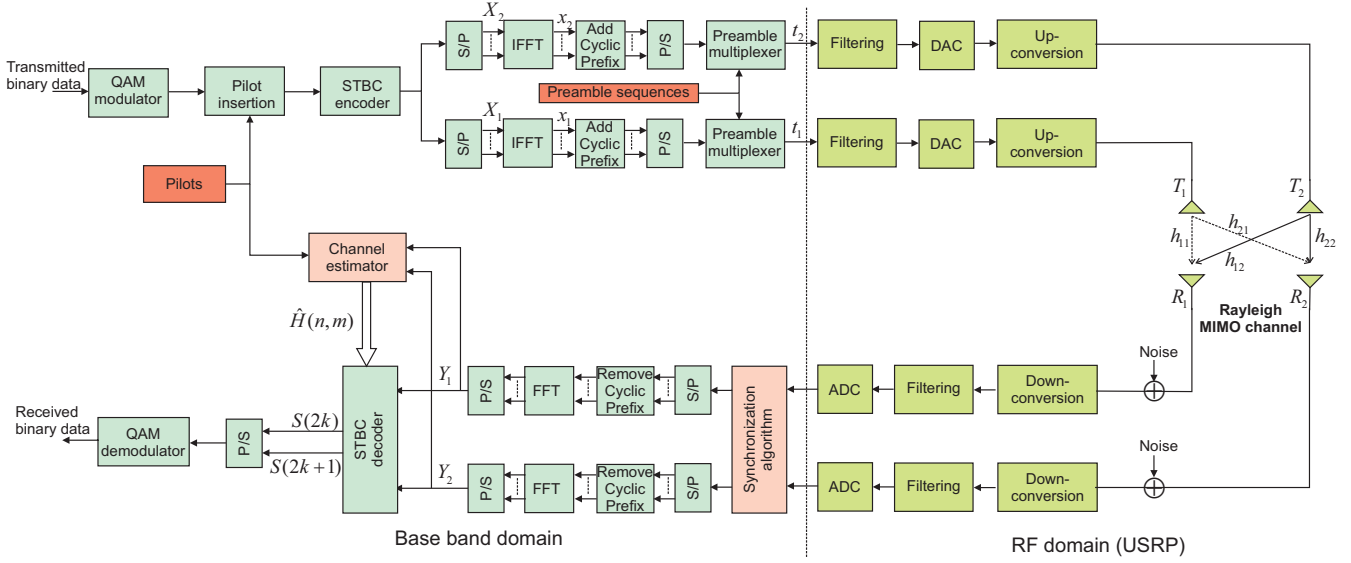 Transmitted
binary data
QAM
modulator
Pilot
insertion
STBC
encoder
S/P
X₂
IFFT
x₂
Add
Cyclic
Prefix
P/S
Preamble
multiplexer
t₂
Filtering
DAC
Up-
conversion
Preamble sequences
S/P
X₁
IFFT
x₁
Add
Cyclic
Prefix
P/S
Preamble
multiplexer
t₁
Filtering
DAC
Up-
conversion
Pilots
T₁
T₂
h₁₁
h₂₁
h₁₂
h₂₂
R₁
R₂
Rayleigh
MIMO channel
Channel
estimator
Ĥ(n,m)
Noise
Y₁
P/S
FFT
Remove
Cyclic
Prefix
S/P
Synchronization
algorithm
ADC
Filtering
Down-
conversion
Received
binary data
QAM
demodulator
P/S
S(2k)
S(2k+1)
STBC
decoder
Noise
Y₂
P/S
FFT
Remove
Cyclic
Prefix
S/P
ADC
Filtering
Down-
conversion
Base band domain
RF domain (USRP)